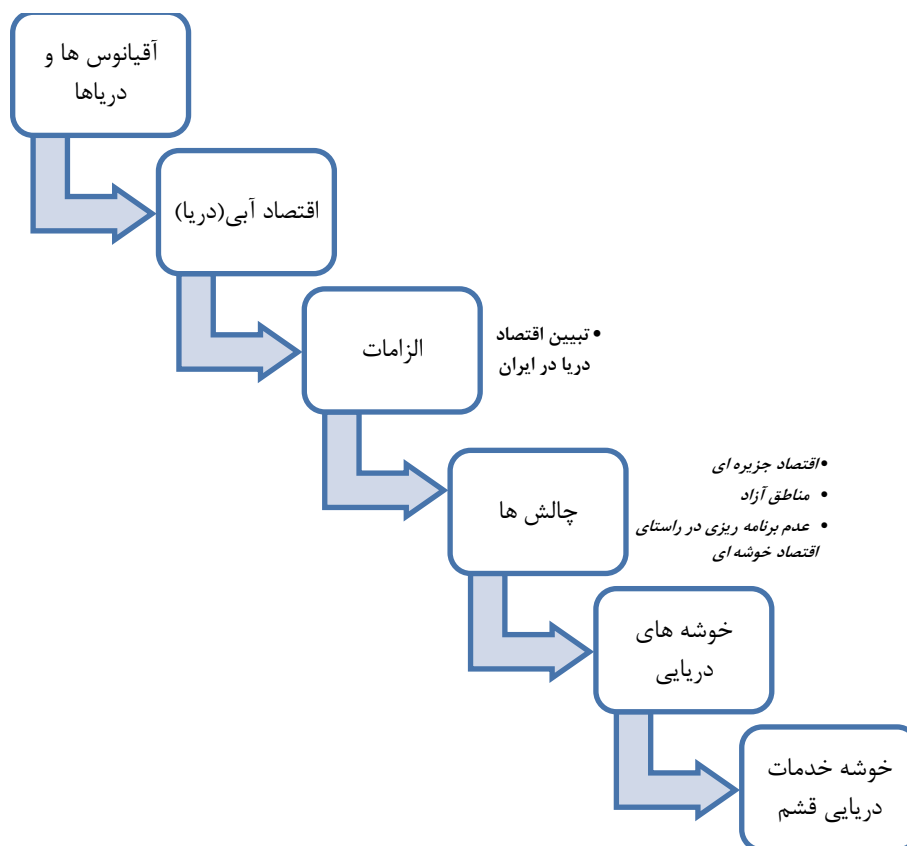 آقیانوس ها و
دریاها
اقتصاد آبی(دریا)
الزامات
• تبیین اقتصاد
دریا در ایران
چالش ها
• اقتصاد جزیره ای
• مناطق آزاد
• عدم برنامه ریزی در راستای
اقتصاد خوشه ای
خوشه های
دریایی
خوشه خدمات
دریایی قشم